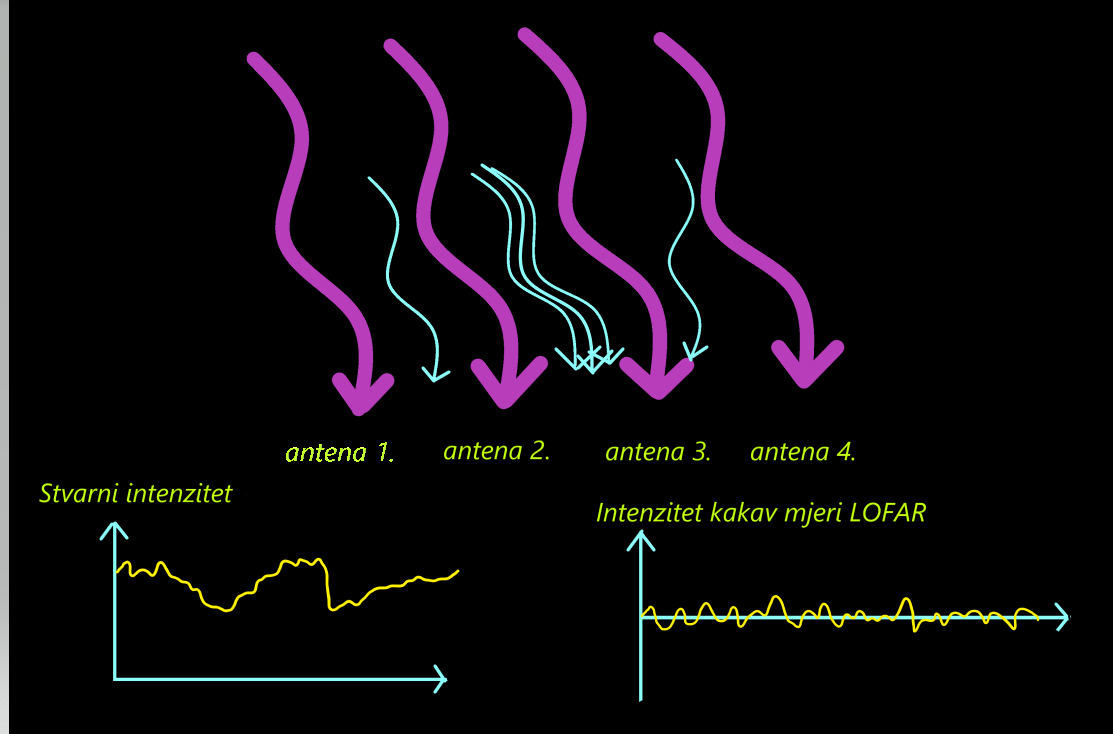 antena 1.
antena 2.
antena 3.
antena 4.
Stvarni intenzitet
Intenzitet kakav mjeri LOFAR